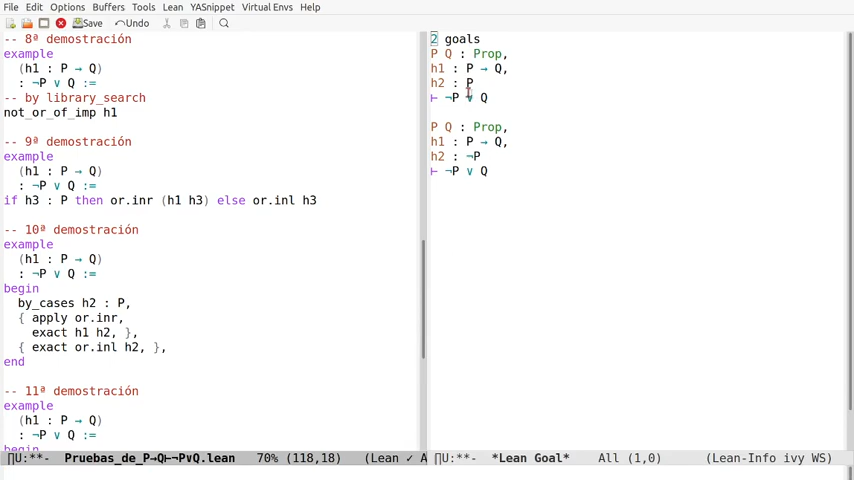 File Edit Options Buffers Tools Lean YASnippet Virtual Envs Help
Save Undo
-- 8ª demostración
example
(h1 : P → Q)
: ¬P ∨ Q :=
-- by library_search
not_or_of_imp h1
-- 9ª demostración
example
(h1 : P → Q)
: ¬P ∨ Q :=
if h3 : P then or.inr (h1 h3) else or.inl h3
-- 10ª demostración
example
(h1 : P → Q)
: ¬P ∨ Q :=
begin
by_cases h2 : P,
{ apply or.inr,
exact h1 h2, },
{ exact or.inl h2, },
end
-- 11ª demostración
example
(h1 : P → Q)
: ¬P ∨ Q :=
begin
∏U:**- Pruebas_de_P→Q⊢¬P∨Q.lean 70% (118,18) (Lean ✓ A
2 goals
P Q : Prop,
h1 : P → Q,
h2 : P
⊢ ¬P ∨ Q
P Q : Prop,
h1 : P → Q,
h2 : ¬P
⊢ ¬P ∨ Q
∏U:**- *Lean Goal* All (1,0) (Lean-Info ivy WS)